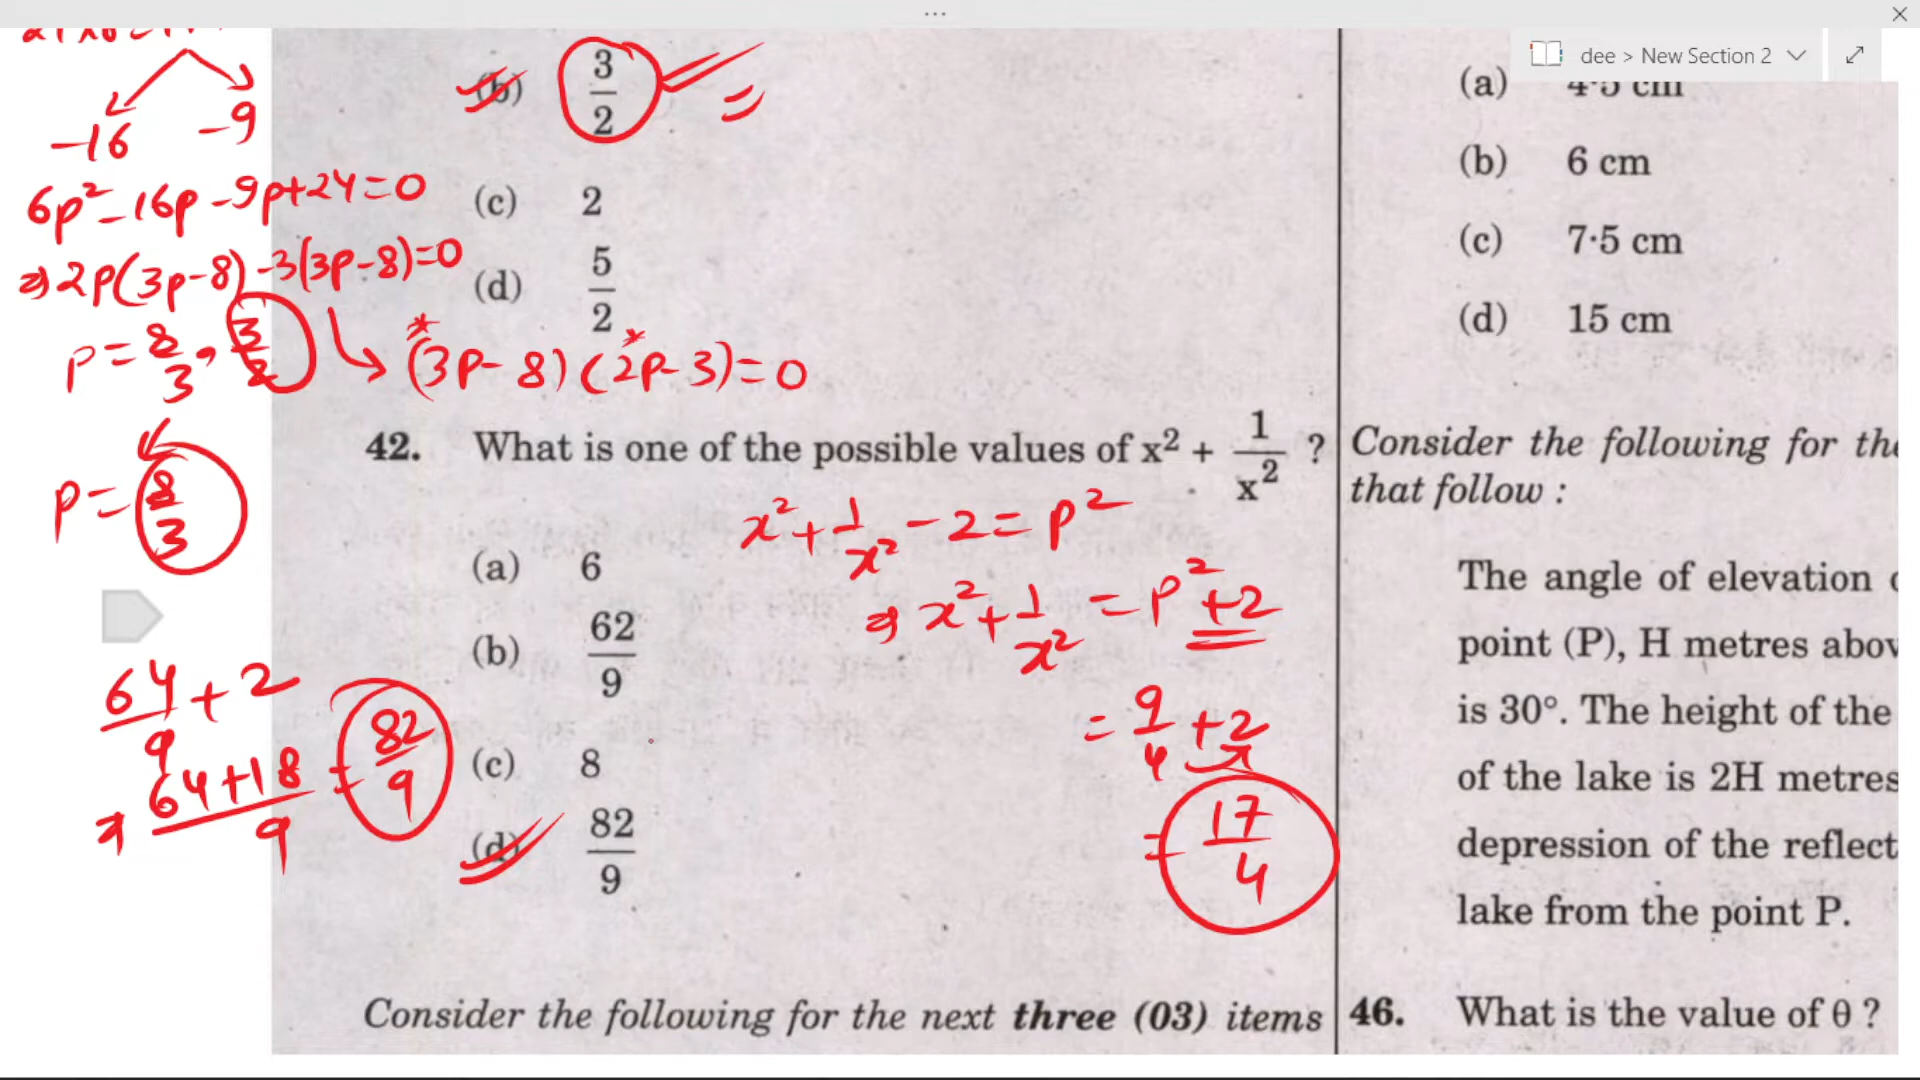 ...
dee > New Section 2
-16 -9
6p² - 16p - 9p + 24 = 0
⇒ 2p(3p-8) - 3(3p-8) = 0
p = 8/3, 3/2
(3p-8)(2p-3) = 0
p = 8/3
64/9 + 2
⇒ (64+18)/9 = 82/9
(b) 3/2
=
(c) 2
(d) 5/2
42. What is one of the possible values of x² + 1/x² ?
x² + 1/x² - 2 = p²
⇒ x² + 1/x² = p² + 2
= 9/4 + 2
= 17/4
(a) 6
(b) 62/9
(c) 8
(d) 82/9
Consider the following for the next three (03) items
(a) 4·5 cm
(b) 6 cm
(c) 7·5 cm
(d) 15 cm
Consider the following for the
that follow :
The angle of elevation
point (P), H metres abov
is 30°. The height of the
of the lake is 2H metres
depression of the reflect
lake from the point P.
46. What is the value of θ ?